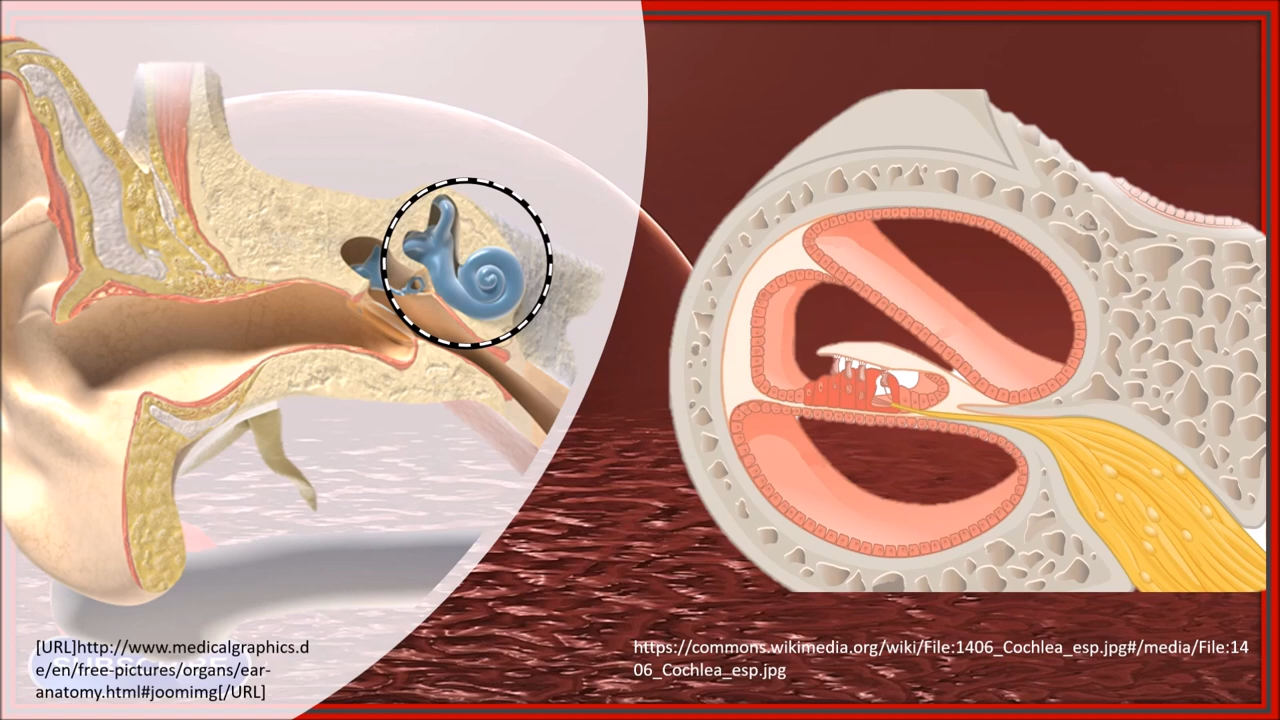 [URL]http://www.medicalgraphics.d
e/en/free-pictures/organs/ear-
anatomy.html#joomimg[/URL]
https://commons.wikimedia.org/wiki/File:1406_Cochlea_esp.jpg#/media/File:14
06_Cochlea_esp.jpg